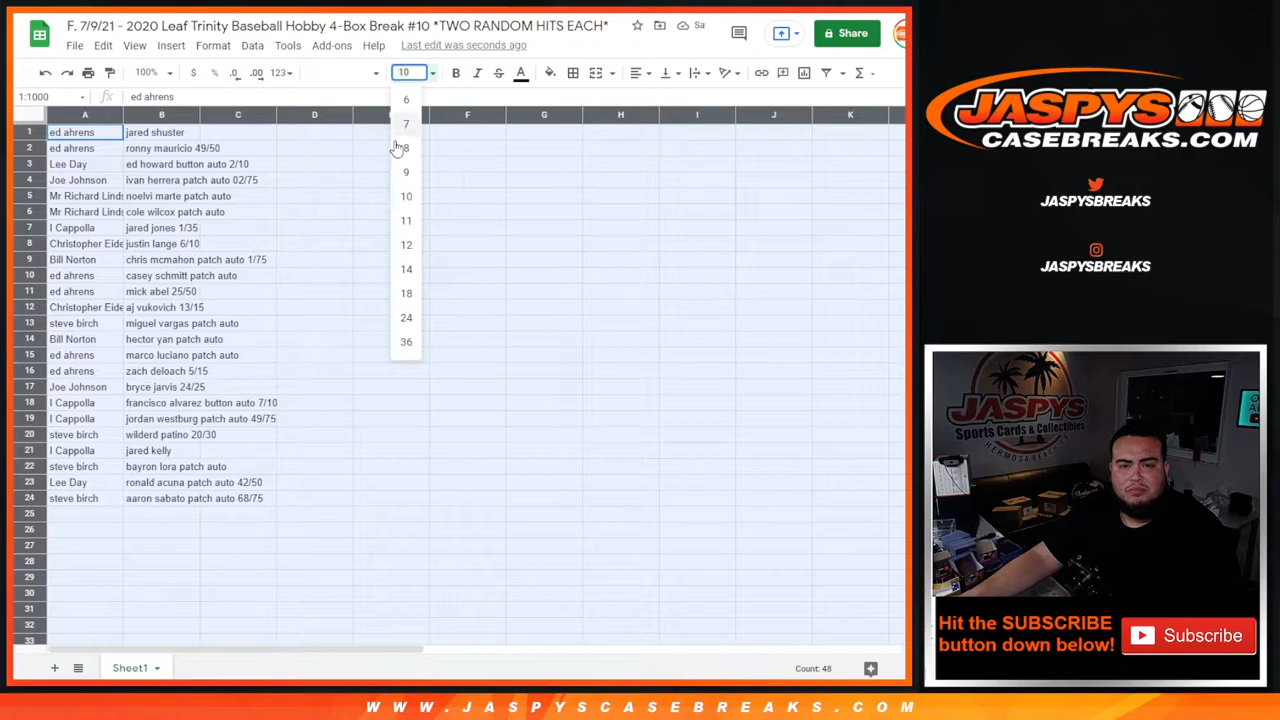 F. 7/9/21 - 2020 Leaf Trinity Baseball Hobby 4-Box Break #10 *TWO RANDOM HITS EACH*
Sa
Share
File Edit View Insert Format Data Tools Add-ons Help Last edit was seconds ago
100% $ % .0 .00 123 10 B I S A
1:1000 fx ed ahrens
A B C D F G H I J K
1 ed ahrens jared shuster
2 ed ahrens ronny mauricio 49/50
3 Lee Day ed howard button auto 2/10
4 Joe Johnson ivan herrera patch auto 02/75
5 Mr Richard Linds noelvi marte patch auto
6 Mr Richard Linds cole wilcox patch auto
7 I Cappolla jared jones 1/35
8 Christopher Eide justin lange 6/10
9 Bill Norton chris mcmahon patch auto 1/75
10 ed ahrens casey schmitt patch auto
11 ed ahrens mick abel 25/50
12 Christopher Eide aj vukovich 13/15
13 steve birch miguel vargas patch auto
14 Bill Norton hector yan patch auto
15 ed ahrens marco luciano patch auto
16 ed ahrens zach deloach 5/15
17 Joe Johnson bryce jarvis 24/25
18 I Cappolla francisco alvarez button auto 7/10
19 I Cappolla jordan westburg patch auto 49/75
20 steve birch wilderd patino 20/30
21 I Cappolla jared kelly
22 steve birch bayron lora patch auto
23 Lee Day ronald acuna patch auto 42/50
24 steve birch aaron sabato patch auto 68/75
25
26
27
28
29
30
31
32
33
6
7
8
9
10
11
12
14
18
24
36
Sheet1
Count: 48
JASPYS
CASEBREAKS.COM
JASPYSBREAKS
JASPYSBREAKS
JASPYS
Sports Cards & Collectibles
HERMOSA BEACH, CA
Hit the SUBSCRIBE
button down below!
Subscribe
WWW.JASPYSCASEBREAKS.COM